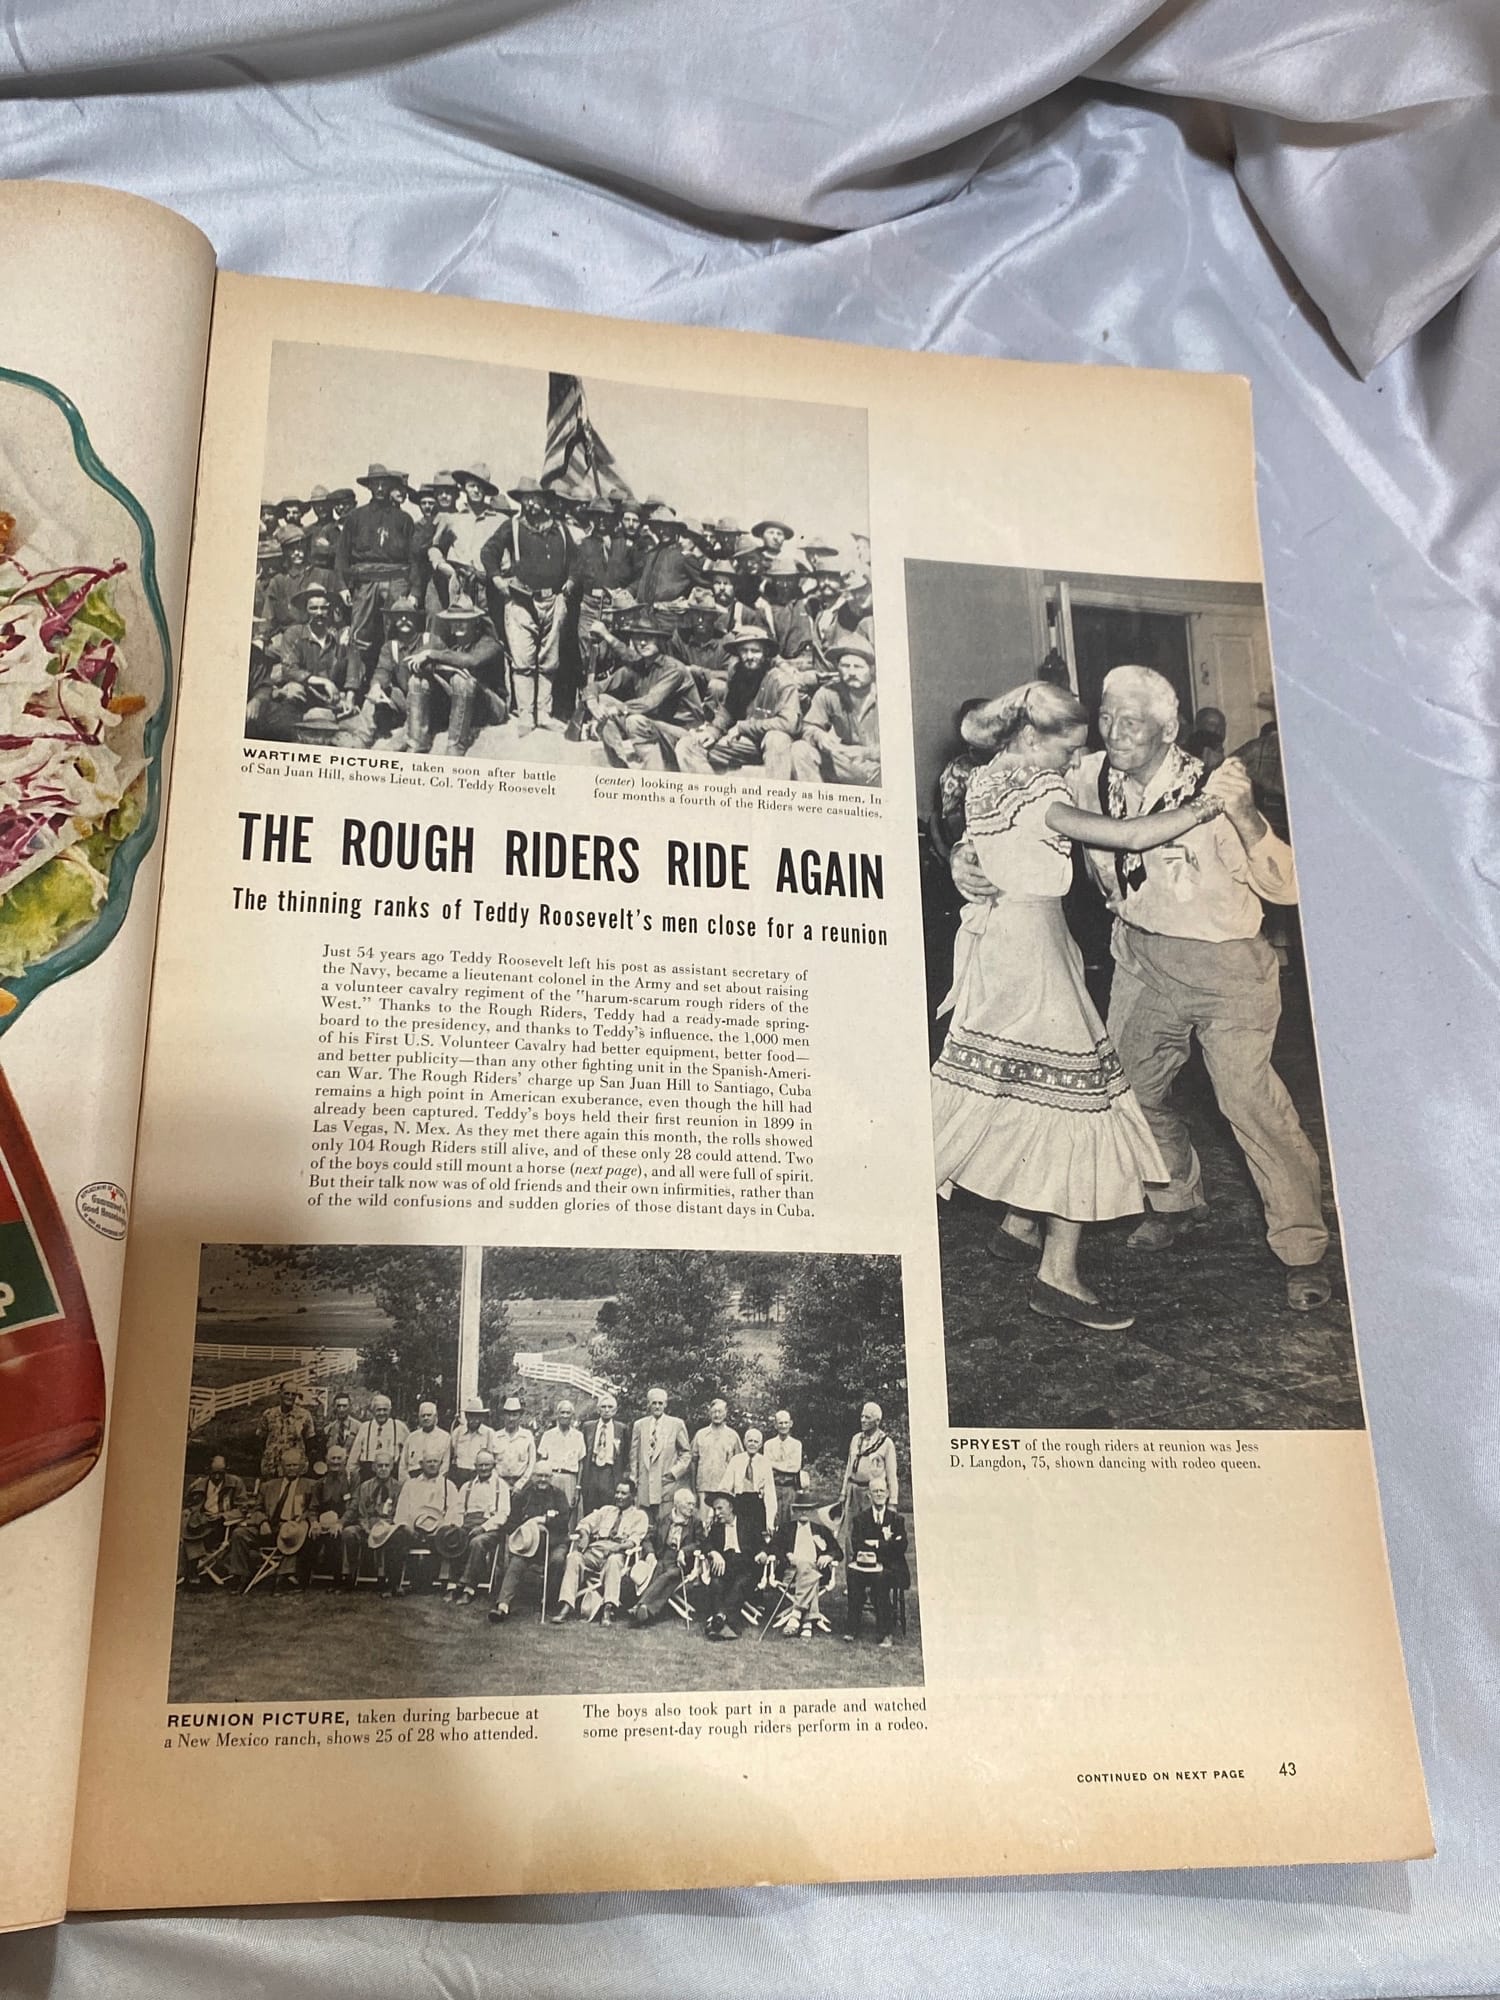 WARTIME PICTURE, taken soon after battle
of San Juan Hill, shows Lieut. Col. Teddy Roosevelt
(center) looking as rough and ready as his men. In
four months a fourth of the Riders were casualties.
THE ROUGH RIDERS RIDE AGAIN
The thinning ranks of Teddy Roosevelt's men close for a reunion
Just 54 years ago Teddy Roosevelt left his post as assistant secretary of
the Navy, became a lieutenant colonel in the Army and set about raising
a volunteer cavalry regiment of the "harum-scarum rough riders of the
West." Thanks to the Rough Riders, Teddy had a ready-made spring-
board to the presidency, and thanks to Teddy's influence, the 1,000 men
of his First U.S. Volunteer Cavalry had better equipment, better food—
and better publicity—than any other fighting unit in the Spanish-Ameri-
can War. The Rough Riders' charge up San Juan Hill to Santiago, Cuba
remains a high point in American exuberance, even though the hill had
already been captured. Teddy's boys held their first reunion in 1899 in
Las Vegas, N. Mex. As they met there again this month, the rolls showed
only 104 Rough Riders still alive, and of these only 28 could attend. Two
of the boys could still mount a horse (next page), and all were full of spirit.
But their talk now was of old friends and their own infirmities, rather than
of the wild confusions and sudden glories of those distant days in Cuba.
SPRYEST of the rough riders at reunion was Jess
D. Langdon, 75, shown dancing with rodeo queen.
REUNION PICTURE, taken during barbecue at
a New Mexico ranch, shows 25 of 28 who attended.
The boys also took part in a parade and watched
some present-day rough riders perform in a rodeo.
CONTINUED ON NEXT PAGE 43
Guaranteed by
Good Housekeeping